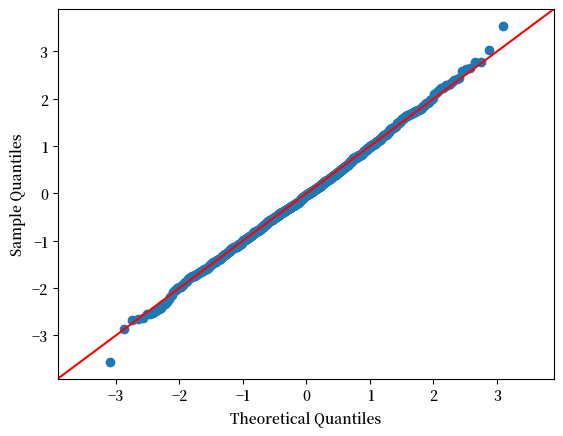 3
2
1
0
−1
−2
−3
Sample Quantiles
−3 −2 −1 0 1 2 3
Theoretical Quantiles